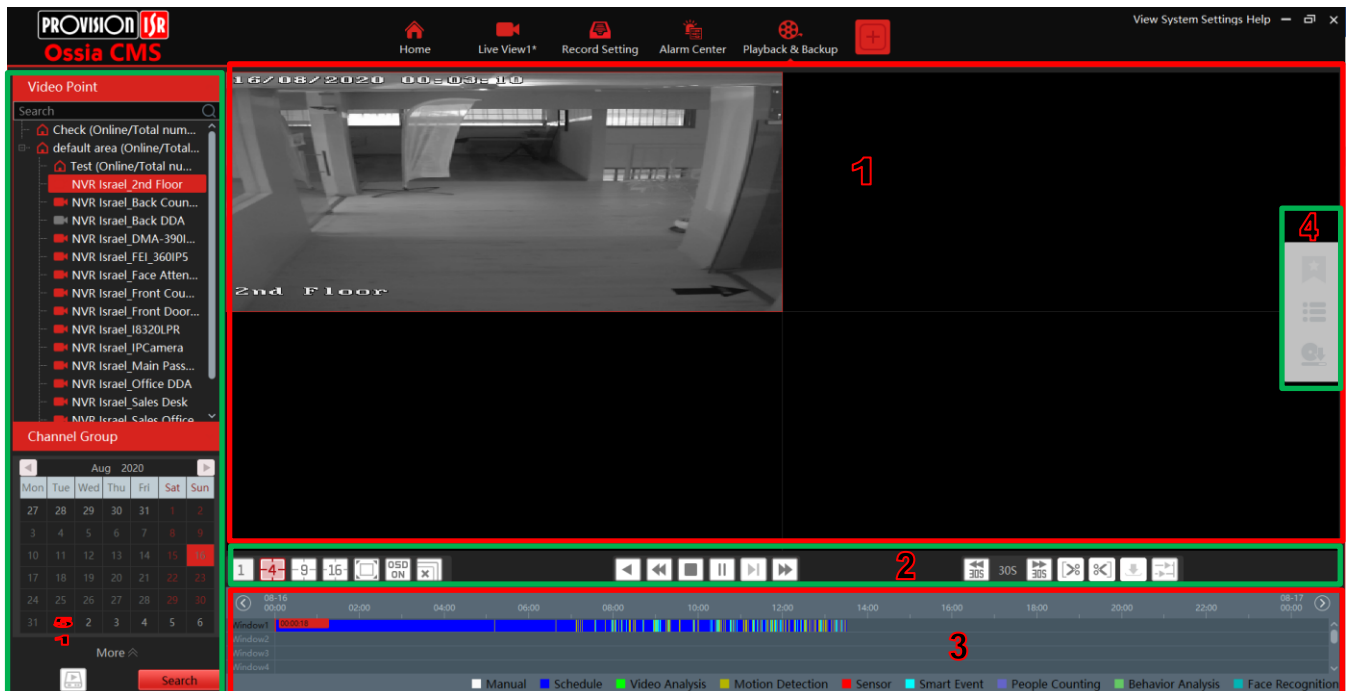 PROVISION ISR
Ossia CMS
Home
Live View1*
Record Setting
Alarm Center
Playback & Backup
View System Settings Help
Video Point
Search
Check (Online/Total num...
default area (Online/Total...
Test (Online/Total nu...
NVR Israel_2nd Floor
NVR Israel_Back Coun...
NVR Israel_Back DDA
NVR Israel_DMA-390I...
NVR Israel_FEI_360IP5
NVR Israel_Face Atten...
NVR Israel_Front Cou...
NVR Israel_Front Door...
NVR Israel_I8320LPR
NVR Israel_IPCamera
NVR Israel_Main Pass...
NVR Israel_Office DDA
NVR Israel_Sales Desk
NVR Israel_Sales Office
Channel Group
Aug 2020
Mon Tue Wed Thu Fri Sat Sun
27 28 29 30 31 1 2
3 4 5 6 7 8 9
10 11 12 13 14 15 16
17 18 19 20 21 22 23
24 25 26 27 28 29 30
31 2 3 4 5 6
More
Search
16/08/2020 00:03:10
2nd Floor
1
4
1 4 9 16 OSD ON
2
30S 30S 30S
08-16 00:00 02:00 04:00 06:00 08:00 10:00 12:00 14:00 16:00 18:00 20:00 22:00 08-17 00:00
Window1 00:00:18
Window2
Window3
Window4
3
Manual Schedule Video Analysis Motion Detection Sensor Smart Event People Counting Behavior Analysis Face Recognition